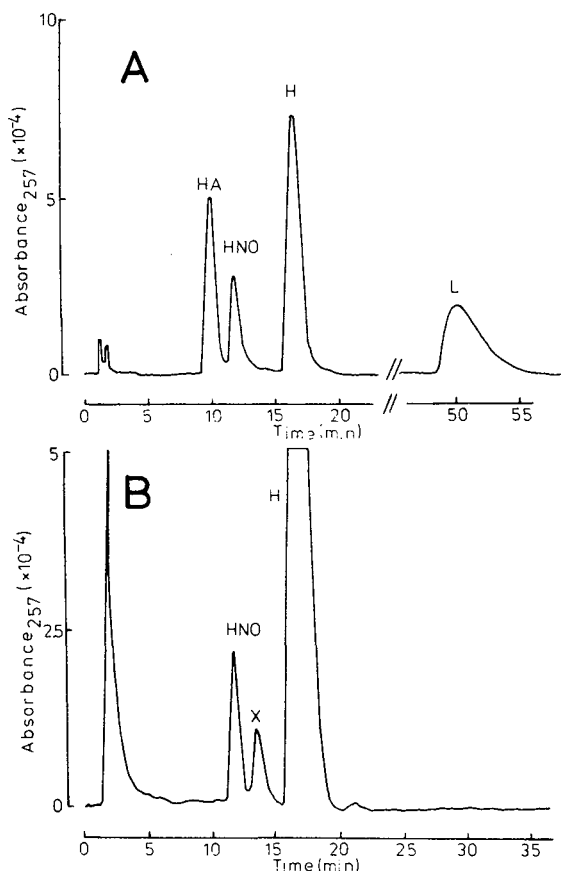 10
A
H
HA
5
HNO
L
Absorbance257 (×10⁻⁴)
0
0 5 10 15 20 // 50 55
Time(min)
5
B
H
25
HNO
X
Absorbance257 (×10⁻⁴)
0
0 5 10 15 20 25 30 35
Time(min)